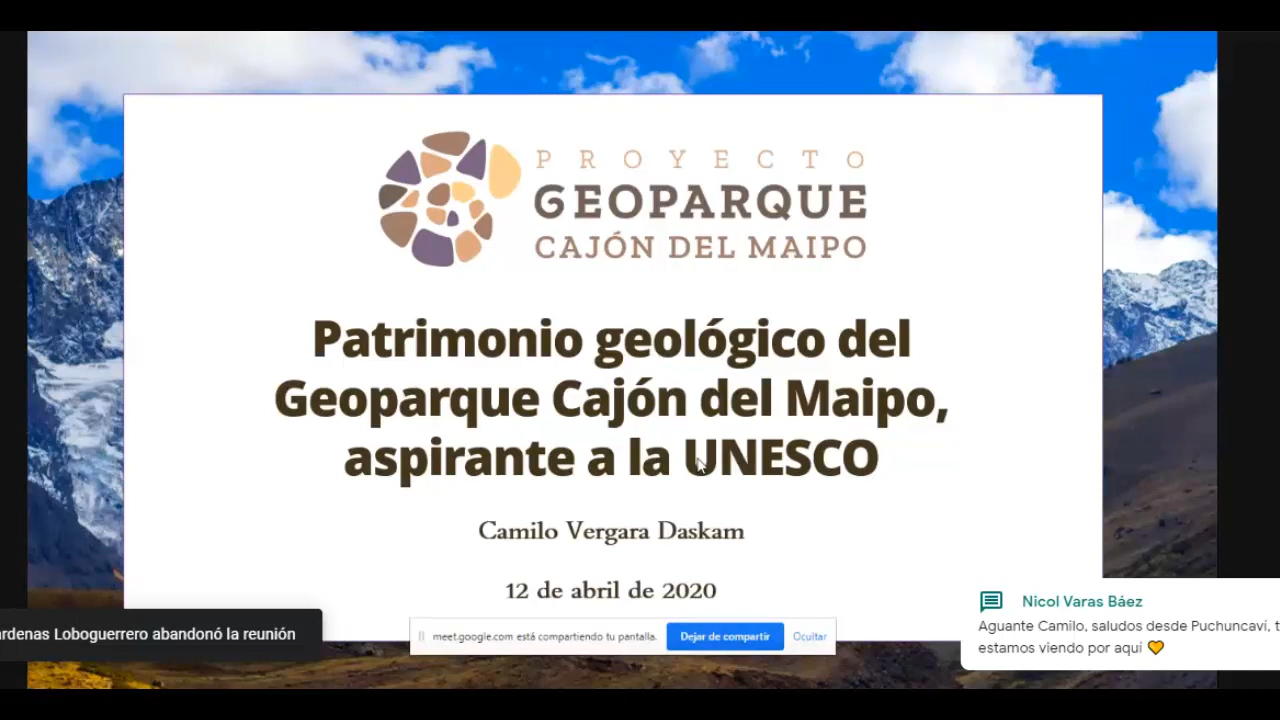 PROYECTO
GEOPARQUE
CAJÓN DEL MAIPO
Patrimonio geológico del
Geoparque Cajón del Maipo,
aspirante a la UNESCO
Camilo Vergara Daskam
12 de abril de 2020
Loboguerrero abandonó la reunión
meet.google.com está compartiendo tu pantalla. Dejar de compartir Ocultar
Nicol Varas Báez
Aguante Camilo, saludos desde Puchuncaví,
estamos viendo por aquí 🧡